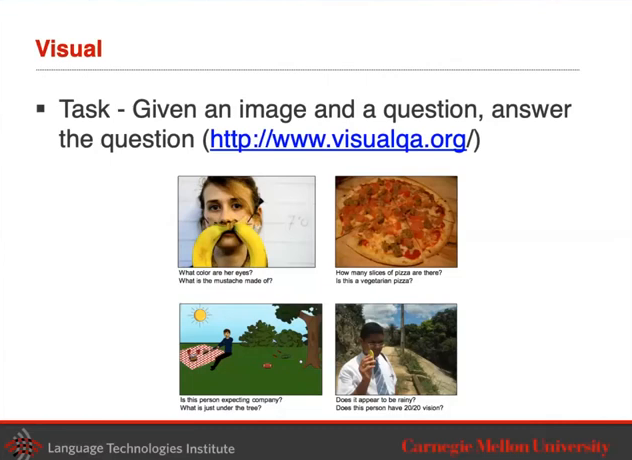 Visual
▪ Task - Given an image and a question, answer
the question (http://www.visualqa.org/)
What color are her eyes?
What is the mustache made of?
How many slices of pizza are there?
Is this a vegetarian pizza?
Is this person expecting company?
What is just under the tree?
Does it appear to be rainy?
Does this person have 20/20 vision?
Language Technologies Institute
Carnegie Mellon University